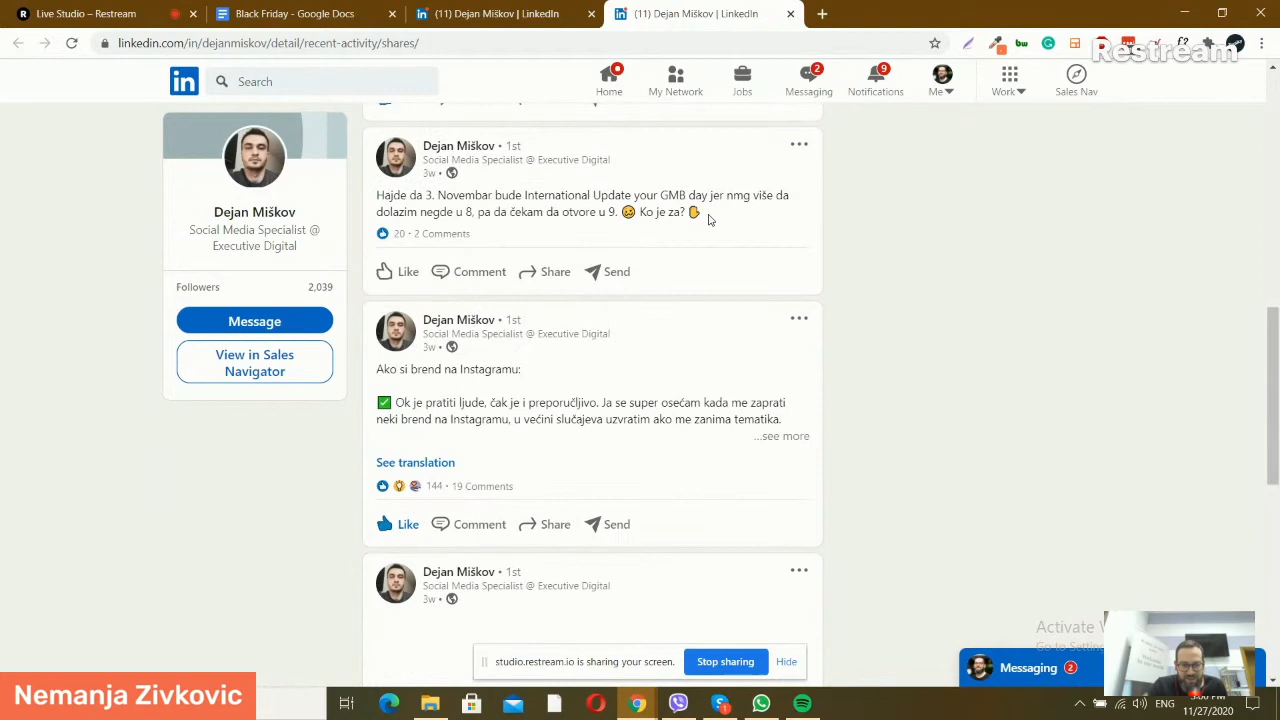 Live Studio – Restream
Black Friday - Google Docs
(11) Dejan Miškov | LinkedIn
(11) Dejan Miškov | LinkedIn
linkedin.com/in/dejanmiskov/detail/recent-activity/shares/
Restream
Search
Home
My Network
Jobs
2
Messaging
9
Notifications
Me
Work
Sales Nav
Dejan Miškov
Social Media Specialist @
Executive Digital
Followers 2,039
Message
View in Sales
Navigator
Dejan Miškov • 1st
Social Media Specialist @ Executive Digital
3w •
Hajde da 3. Novembar bude International Update your GMB day jer nmg više da
dolazim negde u 8, pa da čekam da otvore u 9. 🥴 Ko je za? ✋
20 · 2 Comments
Like Comment Share Send
Dejan Miškov • 1st
Social Media Specialist @ Executive Digital
3w •
Ako si brend na Instagramu:
✅ Ok je pratiti ljude, čak je i preporučljivo. Ja se super osećam kada me zaprati
neki brend na Instagramu, u većini slučajeva uzvratim ako me zanima tematika.
...see more
See translation
144 · 19 Comments
Like Comment Share Send
Dejan Miškov • 1st
Social Media Specialist @ Executive Digital
3w •
studio.restream.io is sharing your screen. Stop sharing Hide
Activate
Messaging 2
Nemanja Zivkovic
ENG
11/27/2020